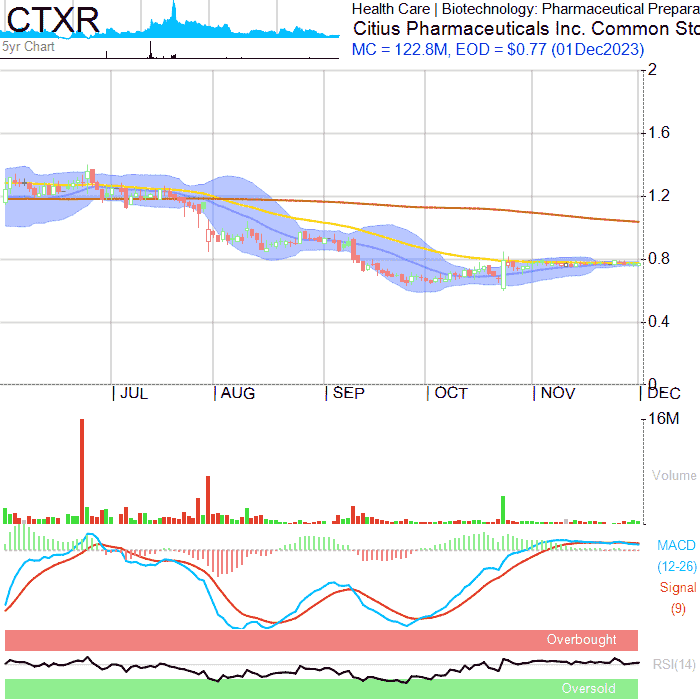 CTXR
5yr Chart
Health Care | Biotechnology: Pharmaceutical Prepara
Citius Pharmaceuticals Inc. Common Sto
MC = 122.8M, EOD = $0.77 (01Dec2023)
2
1.6
1.2
0.8
0.4
0
JUL AUG SEP OCT NOV DEC
16M
Volume
MACD
(12-26)
Signal
(9)
Overbought
RSI(14)
Oversold